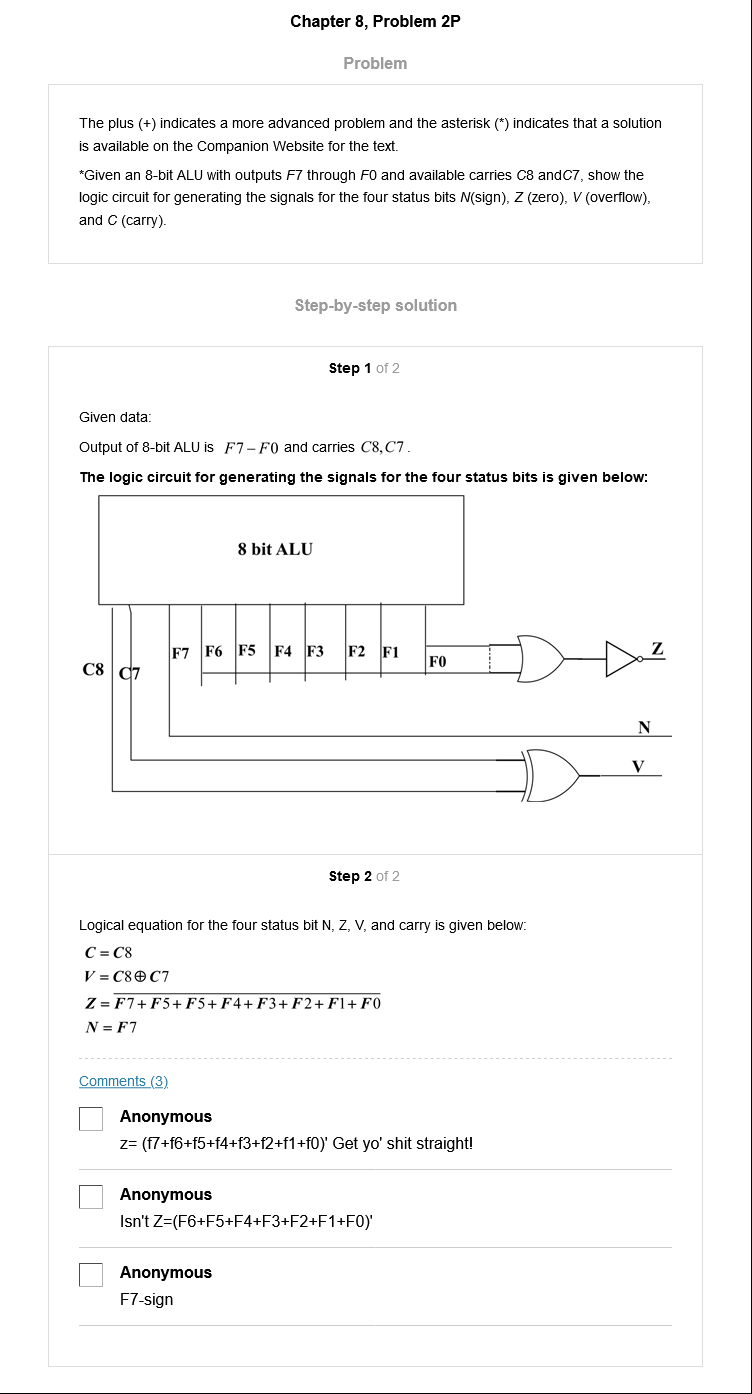 Chapter 8, Problem 2P
Problem
The plus (+) indicates a more advanced problem and the asterisk (*) indicates that a solution
is available on the Companion Website for the text.
*Given an 8-bit ALU with outputs F7 through F0 and available carries C8 andC7, show the
logic circuit for generating the signals for the four status bits N(sign), Z (zero), V (overflow),
and C (carry).
Step-by-step solution
Step 1 of 2
Given data:
Output of 8-bit ALU is F7 – F0 and carries C8, C7 .
The logic circuit for generating the signals for the four status bits is given below:
8 bit ALU
C8 C7 F7 F6 F5 F4 F3 F2 F1 F0 Z
N
V
Step 2 of 2
Logical equation for the four status bit N, Z, V, and carry is given below:
C = C8
V = C8⊕C7
Z = \overline{F7+F5+F5+F4+F3+F2+F1+F0}
N = F7
Comments (3)
Anonymous
z= (f7+f6+f5+f4+f3+f2+f1+f0)' Get yo' shit straight!
Anonymous
Isn't Z=(F6+F5+F4+F3+F2+F1+F0)'
Anonymous
F7-sign